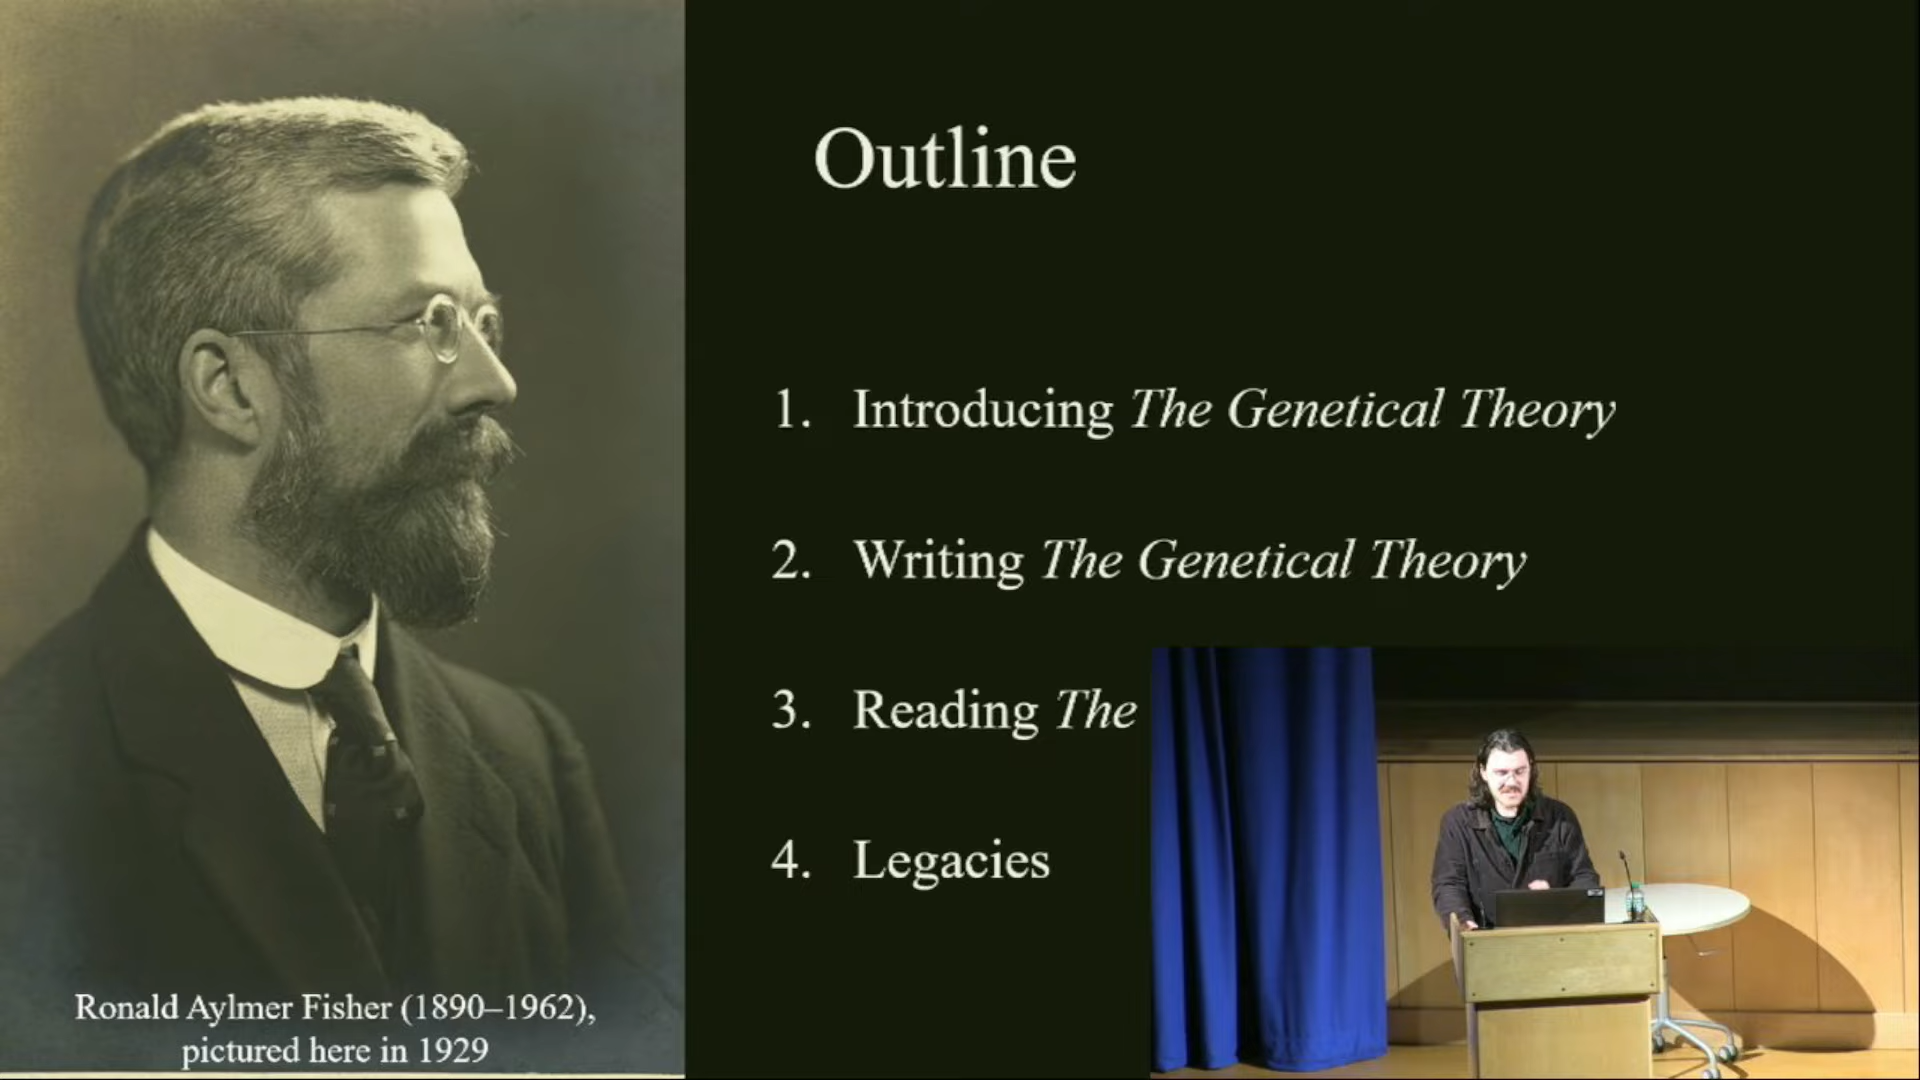 Outline
1. Introducing The Genetical Theory
2. Writing The Genetical Theory
3. Reading The
4. Legacies
Ronald Aylmer Fisher (1890–1962),
pictured here in 1929